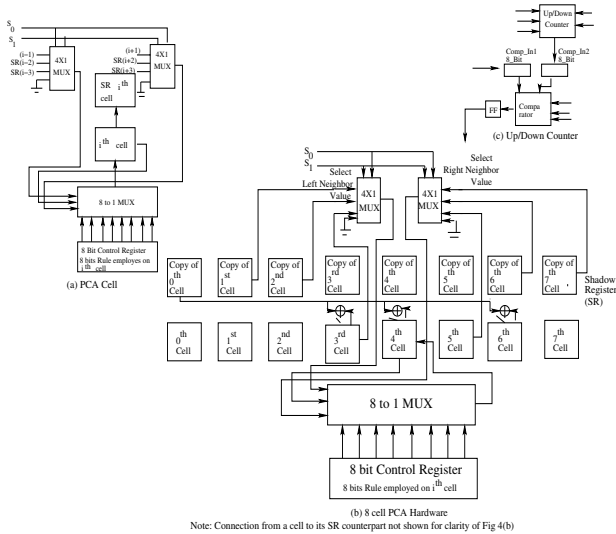 S0
S1
(i−1)
SR(i−2)
SR(i−3)
4X1
MUX
(i+1)
SR(i+2)
SR(i+3)
4X1
MUX
SR i th
cell
i th cell
8 to 1 MUX
8 Bit Control Register
8 bits Rule employes on
i th cell
(a) PCA Cell
Up/Down
Counter
Comp_In1
8_Bit
Comp_In2
8_Bit
Compa
rator
FF
(c) Up/Down Counter
S0
S1
Select
Left Neighbor
Value
4X1
MUX
4X1
MUX
Select
Right Neighbor
Value
Copy of
0 th
Cell
Copy of
1 st
Cell
Copy of
2 nd
Cell
Copy of
3 rd
Cell
Copy of
4 th
Cell
Copy of
5 th
Cell
Copy of
6 th
Cell
Copy of
7 th
Cell
Shadow
Register
(SR)
0 th
Cell
1 st
Cell
2 nd
Cell
3 rd
Cell
4 th
Cell
5 th
Cell
6 th
Cell
7 th
Cell
8 to 1 MUX
8 bit Control Register
8 bits Rule employed on i th cell
(b) 8 cell PCA Hardware
Note: Connection from a cell to its SR counterpart not shown for clarity of Fig 4(b)